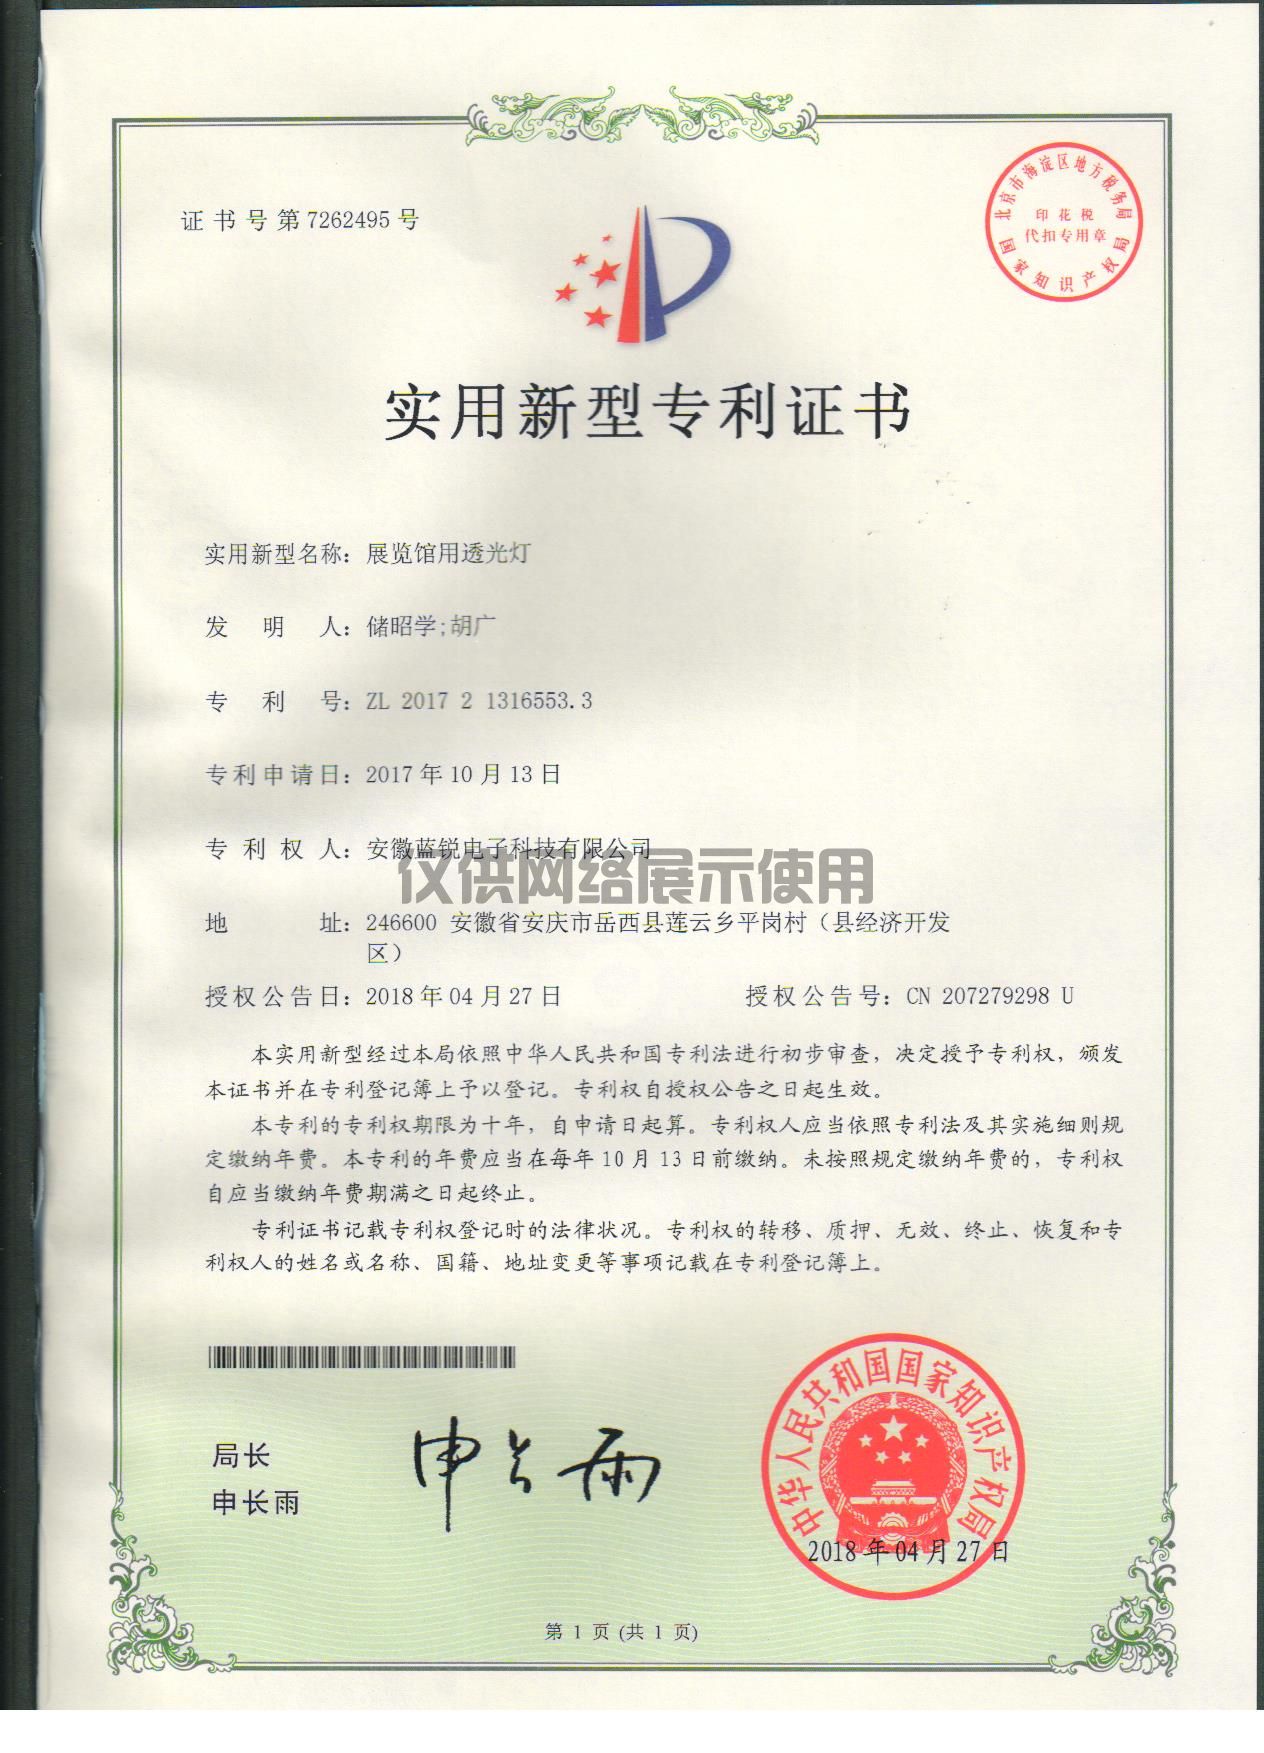 证书号第7262495号
北京市海淀区地方税务局
印花税
代扣专用章
国家知识产权局
实用新型专利证书
实用新型名称：展览馆用透光灯
发明人：储昭学;胡广
专利号：ZL 2017 2 1316553.3
专利申请日：2017年10月13日
专利权人：安徽蓝锐电子科技有限公司
仅供网络展示使用
地址：246600 安徽省安庆市岳西县莲云乡平岗村（县经济开发
区）
授权公告日：2018年04月27日 授权公告号：CN 207279298 U
本实用新型经过本局依照中华人民共和国专利法进行初步审查，决定授予专利权，颁发
本证书并在专利登记簿上予以登记。专利权自授权公告之日起生效。
本专利的专利权期限为十年，自申请日起算。专利权人应当依照专利法及其实施细则规
定缴纳年费。本专利的年费应当在每年10月13日前缴纳。未按照规定缴纳年费的，专利权
自应当缴纳年费期满之日起终止。
专利证书记载专利权登记时的法律状况。专利权的转移、质押、无效、终止、恢复和专
利权人的姓名或名称、国籍、地址变更等事项记载在专利登记簿上。
局长
申长雨
申长雨
中华人民共和国国家知识产权局
2018年04月27日
第 1 页 (共 1 页)